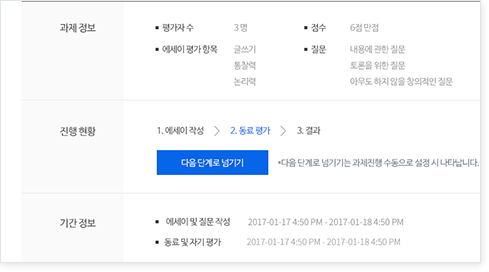 과제 정보
■ 평가자 수 3 명 ■ 점수 6점 만점
■ 에세이 평가 항목 글쓰기 ■ 질문 내용에 관한 질문
통찰력 토론을 위한 질문
논리력 아무도 하지 않을 창의적인 질문
진행 현황 1. 에세이 작성 > 2. 동료 평가 > 3. 결과
다음 단계로 넘기기 *다음 단계로 넘기기는 과제진행 수동으로 설정 시 나타납니다.
기간 정보 ■ 에세이 및 질문 작성 2017-01-17 4:50 PM - 2017-01-18 4:50 PM
■ 동료 및 자기 평가 2017-01-17 4:50 PM - 2017-01-18 4:50 PM